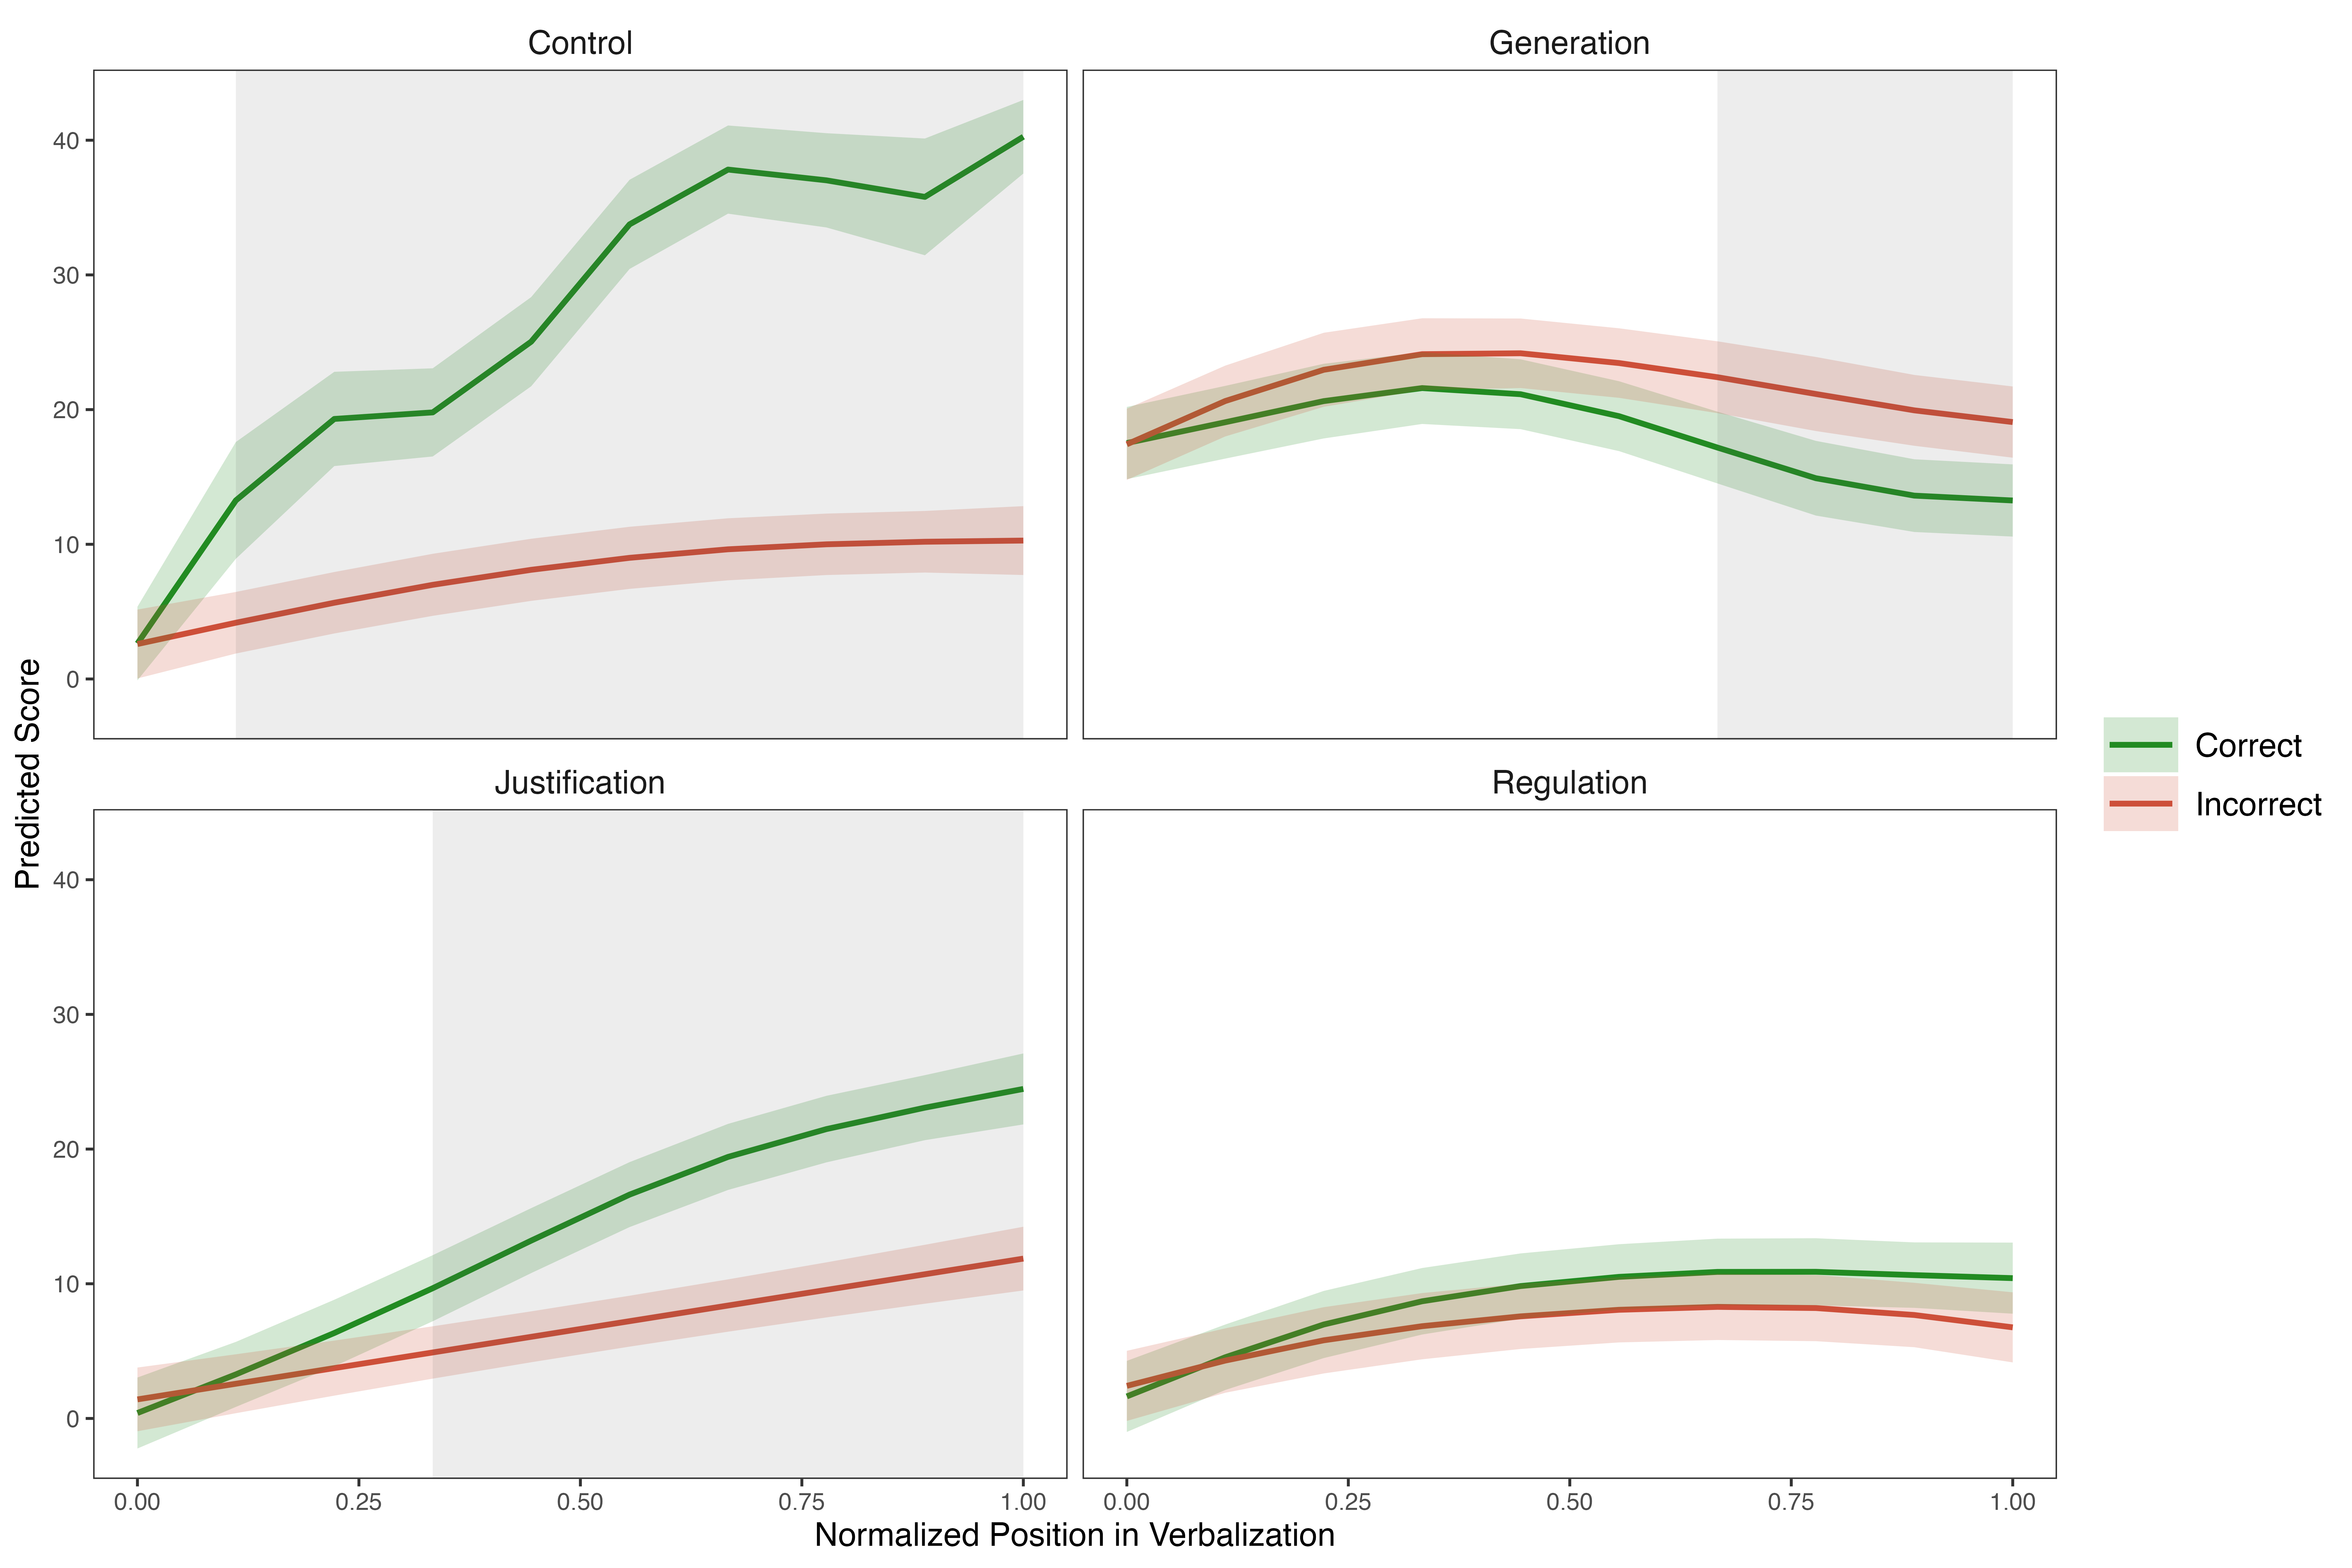 Control
Generation
40
30
20
10
0
Justification
Regulation
40
30
20
10
0
0.00 0.25 0.50 0.75 1.00
0.00 0.25 0.50 0.75 1.00
Normalized Position in Verbalization
Predicted Score
Correct
Incorrect